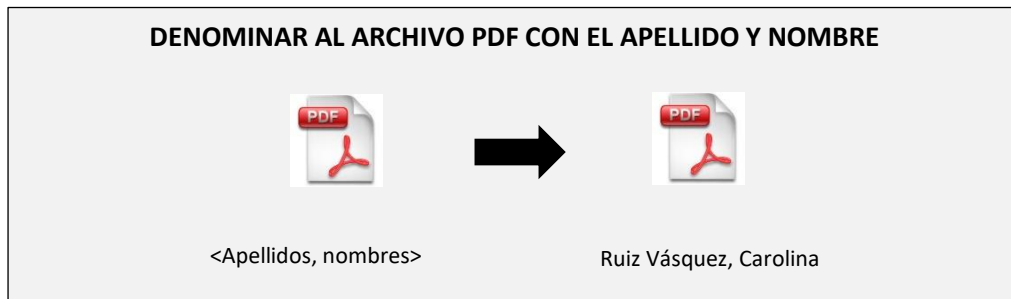 DENOMINAR AL ARCHIVO PDF CON EL APELLIDO Y NOMBRE
PDF
PDF
<Apellidos, nombres>
Ruiz Vásquez, Carolina